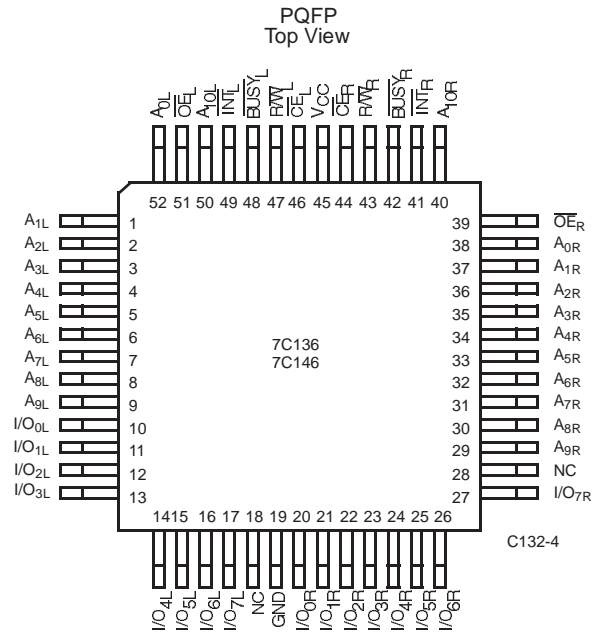 PQFP
Top View
A0L
OEL
A10L
INTL
BUSYL
R/WL
CEL
VCC
CER
R/WR
BUSYR
INTR
A10R
52 51 50 49 48 47 46 45 44 43 42 41 40
A1L 1
A2L 2
A3L 3
A4L 4
A5L 5
A6L 6
A7L 7
A8L 8
A9L 9
I/O0L 10
I/O1L 11
I/O2L 12
I/O3L 13
7C136
7C146
39 OER
38 A0R
37 A1R
36 A2R
35 A3R
34 A4R
33 A5R
32 A6R
31 A7R
30 A8R
29 A9R
28 NC
27 I/O7R
14 15 16 17 18 19 20 21 22 23 24 25 26
I/O4L
I/O5L
I/O6L
I/O7L
NC
GND
I/O0R
I/O1R
I/O2R
I/O3R
I/O4R
I/O5R
I/O6R
C132-4